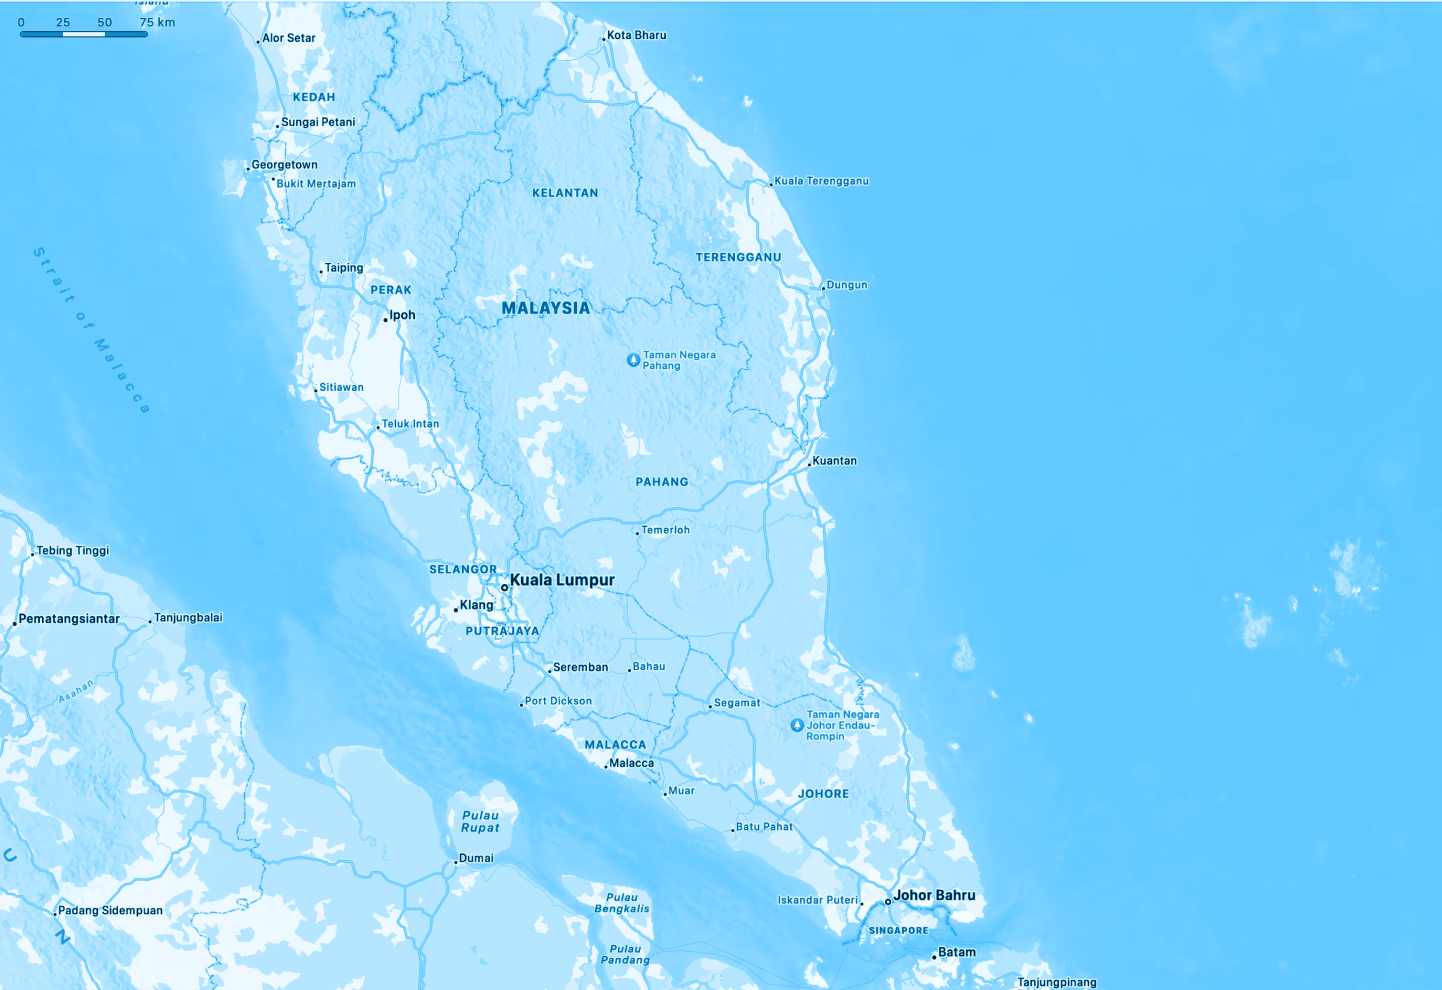 Island
0 25 50 75 km
Alor Setar
Kota Bharu
KEDAH
Sungai Petani
Georgetown
Bukit Mertajam
Kuala Terengganu
KELANTAN
Strait of Malacca
TERENGGANU
Taiping
Dungun
PERAK
MALAYSIA
Ipoh
Taman Negara
Pahang
Sitiawan
Teluk Intan
Kuantan
PAHANG
Temerloh
Tebing Tinggi
SELANGOR
Kuala Lumpur
Klang
Pematangsiantar
Tanjungbalai
PUTRAJAYA
Seremban
Bahau
Asahan
Port Dickson
Segamat
Taman Negara
Johor Endau-
Rompin
MALACCA
Malacca
Muar
JOHORE
Pulau
Rupat
Batu Pahat
U
Dumai
Pulau
Bengkalis
Iskandar Puteri
Johor Bahru
Padang Sidempuan
SINGAPORE
N
Pulau
Pandang
Batam
Tanjungpinang